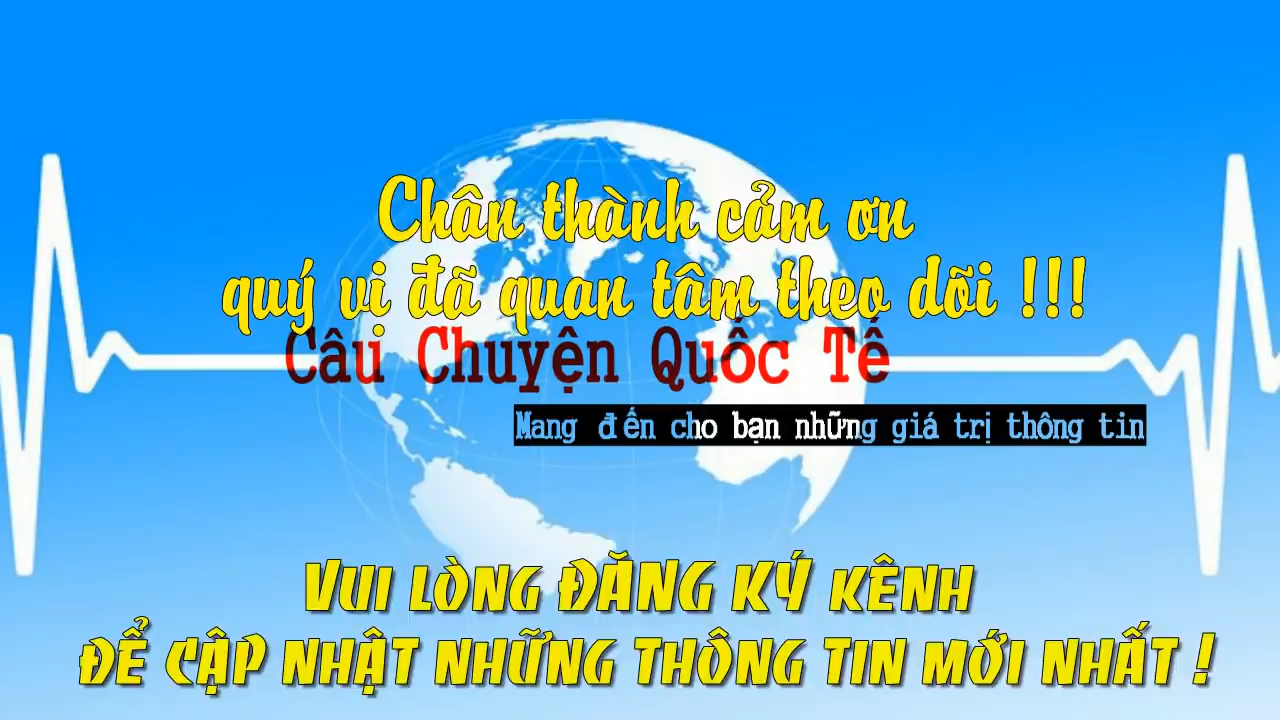 Chân thành cảm ơn
quý vị đã quan tâm theo dõi !!!
Câu Chuyện Quốc Tế
Mang đến cho bạn những giá trị thông tin
VUI LÒNG ĐĂNG KÝ KÊNH
ĐỂ CẬP NHẬT NHỮNG THÔNG TIN MỚI NHẤT !